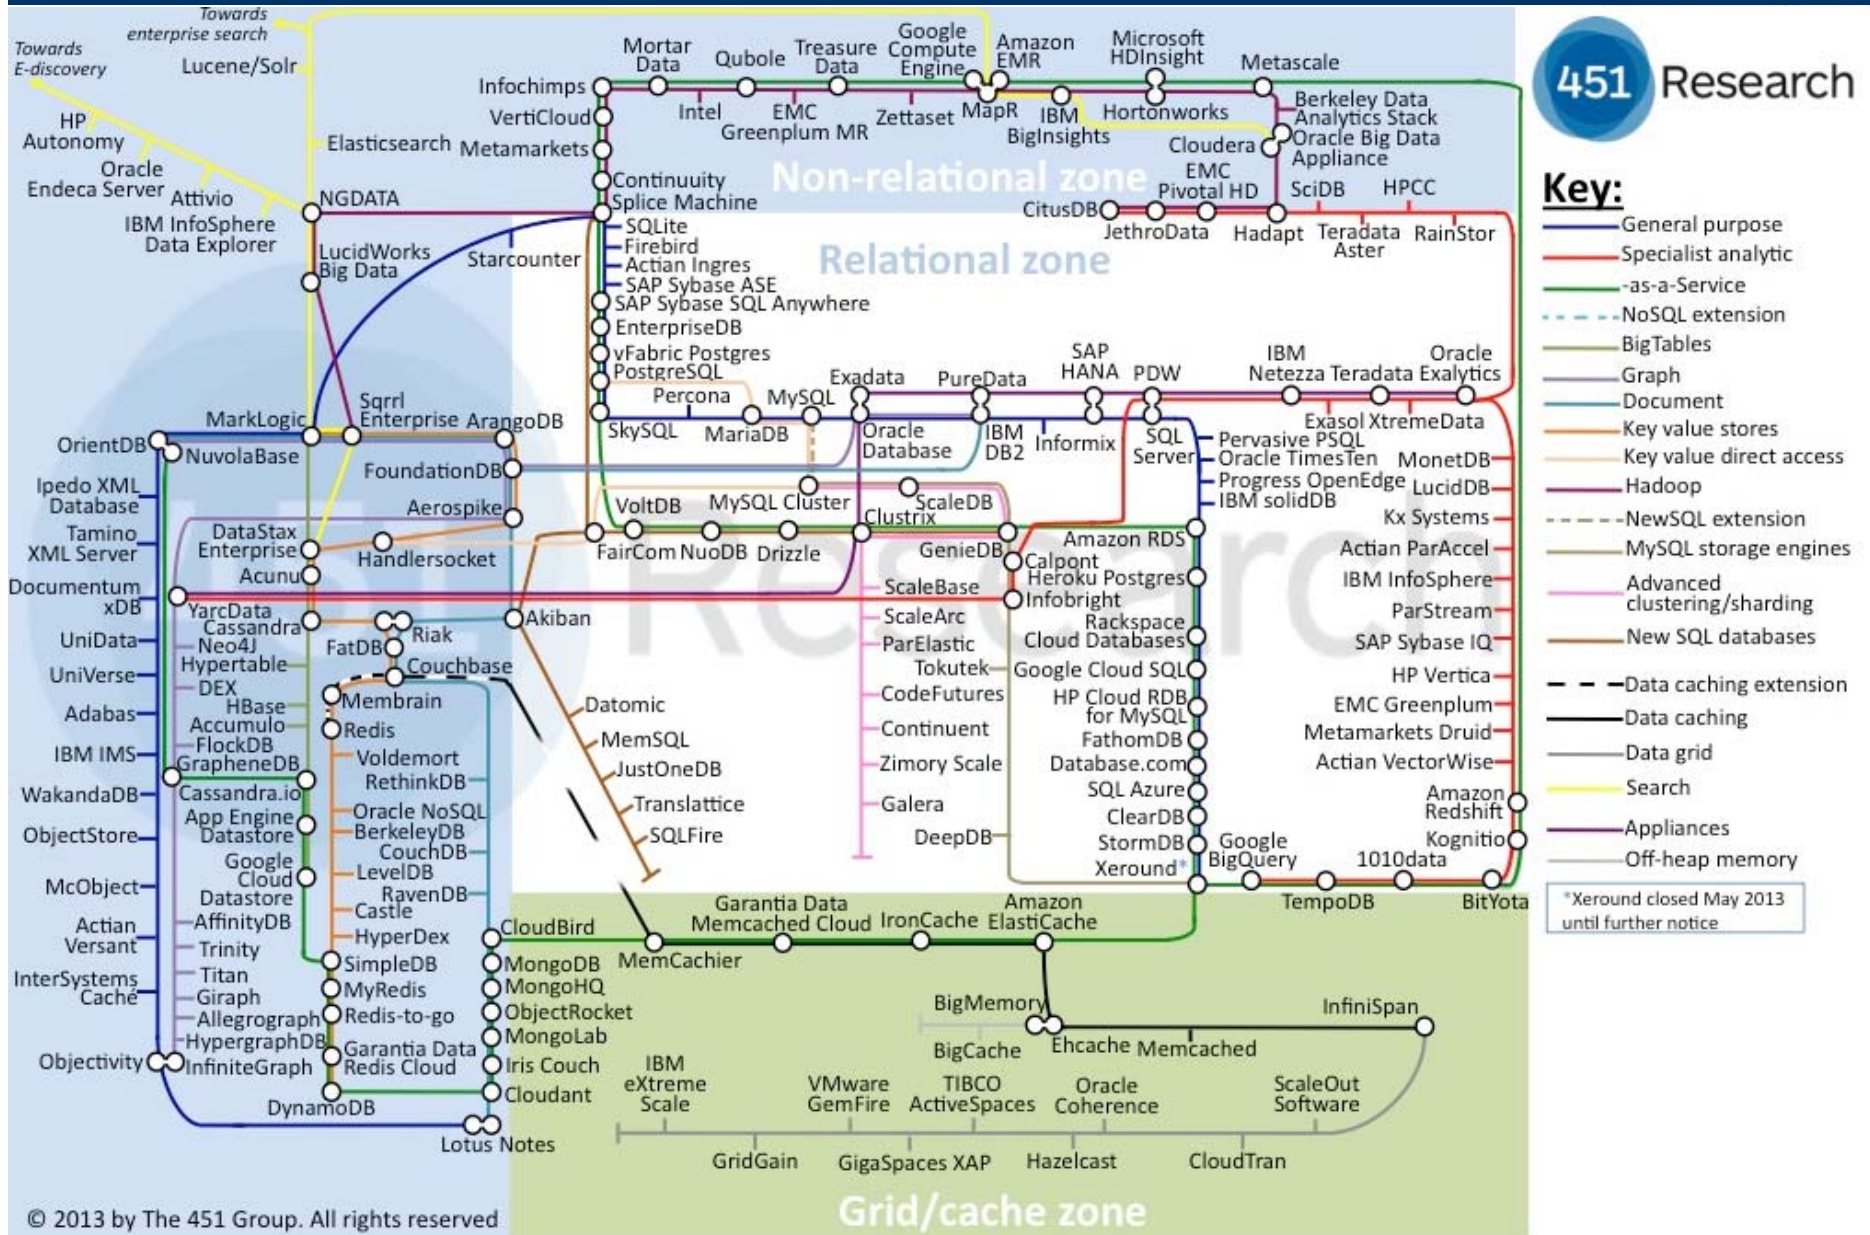 Towards
enterprise search
Towards
E-discovery
Lucene/Solr
HP
Autonomy
Oracle
Endeca Server
Attivio
IBM InfoSphere
Data Explorer
Elasticsearch
NGDATA
LucidWorks
Big Data
Infochimps
VertiCloud
Metamarkets
Continuity
Splice Machine
Mortar
Data
Qubole
Treasure
Data
Google
Compute
Engine
Amazon
EMR
Microsoft
HDInsight
Metascale
Intel
EMC
Greenplum MR
Zettaset
MapR
IBM
BigInsights
Hortonworks
Berkeley Data
Analytics Stack
Oracle Big Data
Appliance
Cloudera
Non-relational zone
EMC
Pivotal HD
SciDB
HPCC
CitusDB
JethroData
Hadapt
Teradata
Aster
RainStor
Relational zone
Starcounter
SQLite
Firebird
Actian Ingres
SAP Sybase ASE
SAP Sybase SQL Anywhere
EnterpriseDB
vFabric Postgres
PostgreSQL
Percona
MySQL
Exadata
PureData
SAP
HANA
PDW
IBM
Netezza
Teradata
Oracle
Exalytics
SkySQL
MariaDB
Oracle
Database
IBM
DB2
Informix
SQL
Server
Exasol
XtremeData
Pervasive PSQL
Oracle TimesTen
Progress OpenEdge
IBM solidDB
MonetDB
LucidDB
Kx Systems
Actian ParAccel
IBM InfoSphere
ParStream
SAP Sybase IQ
HP Vertica
EMC Greenplum
Metamarkets Druid
Actian VectorWise
Amazon
Redshift
Kognitio
MarkLogic
Sqrrl
Enterprise
ArangoDB
OrientDB
NuvolaBase
FoundationDB
Ipedo XML
Database
Aerospike
Tamino
XML Server
DataStax
Enterprise
Handlersocket
Acunu
Documentum
xDB
YarcData
Cassandra
Riak
Akiban
UniData
Neo4J
FatDB
Hypertable
Couchbase
UniVerse
DEX
HBase
Membrain
Adabas
Accumulo
Redis
FlockDB
IBM IMS
GrapheneDB
Voldemort
RethinkDB
WakandaDB
Cassandra.io
App Engine
Datastore
Oracle NoSQL
BerkeleyDB
ObjectStore
CouchDB
Google
Cloud
Datastore
LevelDB
RavenDB
McObject
Castle
AffinityDB
HyperDex
Actian
Versant
Trinity
SimpleDB
Titan
InterSystems
Caché
Giraph
MyRedis
Allegrograph
Redis-to-go
HypergraphDB
Garantia Data
Redis Cloud
Objectivity
InfiniteGraph
DynamoDB
Lotus Notes
CloudBird
MongoDB
MongoHQ
ObjectRocket
MongoLab
Iris Couch
Cloudant
VoltDB
MySQL Cluster
ScaleDB
Clustrix
FairCom
NuoDB
Drizzle
GenieDB
Amazon RDS
Calpont
Heroku Postgres
Infobright
Rackspace
Cloud Databases
Google Cloud SQL
HP Cloud RDB
for MySQL
FathomDB
Database.com
SQL Azure
ClearDB
StormDB
Xeround*
ScaleBase
ScaleArc
ParElastic
Tokutek
CodeFutures
Continuent
Zimory Scale
Galera
DeepDB
Datomic
MemSQL
JustOneDB
Translattice
SQLFire
Google
BigQuery
TempoDB
1010data
BitYota
Garantia Data
Memcached Cloud
IronCache
Amazon
ElastiCache
MemCachier
BigMemory
BigCache
Ehcache
Memcached
InfiniSpan
IBM
eXtreme
Scale
VMware
GemFire
TIBCO
ActiveSpaces
Oracle
Coherence
ScaleOut
Software
GridGain
GigaSpaces XAP
Hazelcast
CloudTran
Grid/cache zone
© 2013 by The 451 Group. All rights reserved
451 Research
451 Research
Key:
General purpose
Specialist analytic
-as-a-Service
NoSQL extension
BigTables
Graph
Document
Key value stores
Key value direct access
Hadoop
NewSQL extension
MySQL storage engines
Advanced
clustering/sharding
New SQL databases
Data caching extension
Data caching
Data grid
Search
Appliances
Off-heap memory
*Xeround closed May 2013
until further notice